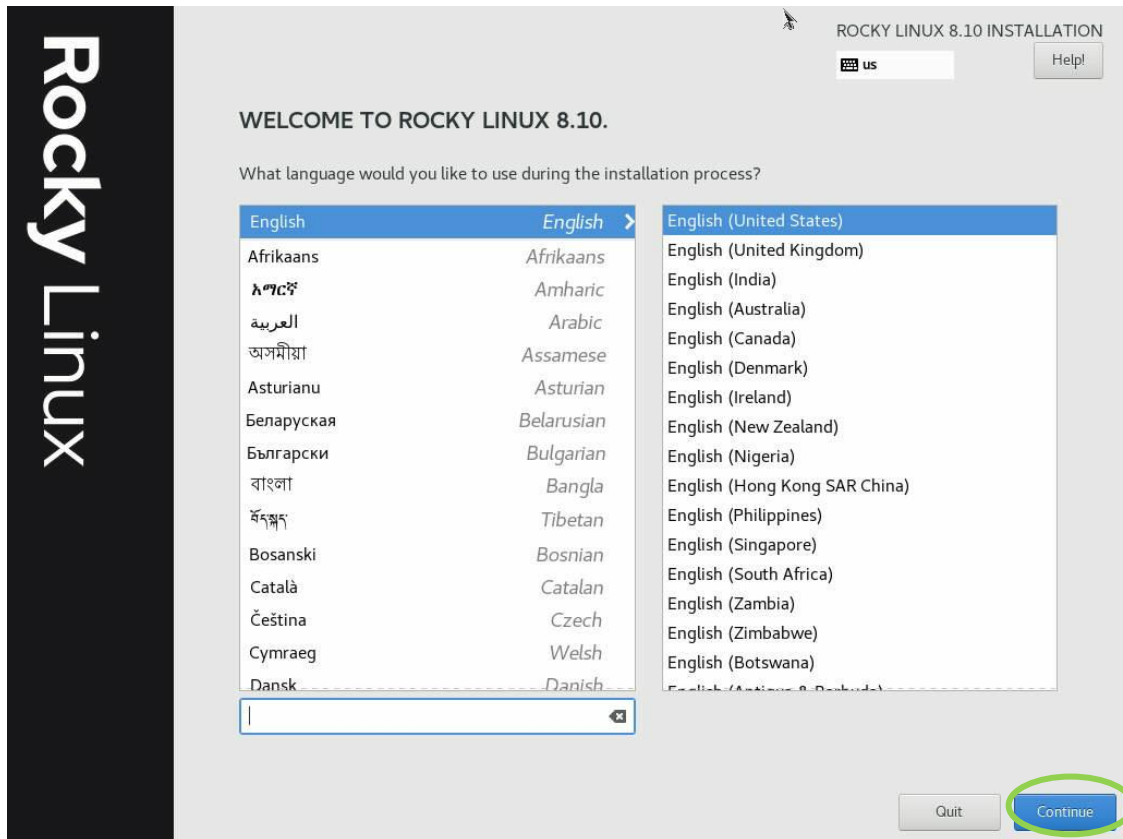 Rocky Linux
ROCKY LINUX 8.10 INSTALLATION
us
Help!
WELCOME TO ROCKY LINUX 8.10.
What language would you like to use during the installation process?
English English
Afrikaans Afrikaans
አማርኛ Amharic
العربية Arabic
অসমীয়া Assamese
Asturianu Asturian
Беларуская Belarusian
Български Bulgarian
বাংলা Bangla
བོད་སྐད་ Tibetan
Bosanski Bosnian
Català Catalan
Čeština Czech
Cymraeg Welsh
Dansk Danish
English (United States)
English (United Kingdom)
English (India)
English (Australia)
English (Canada)
English (Denmark)
English (Ireland)
English (New Zealand)
English (Nigeria)
English (Hong Kong SAR China)
English (Philippines)
English (Singapore)
English (South Africa)
English (Zambia)
English (Zimbabwe)
English (Botswana)
English (Antigua & Barbuda)
Quit Continue